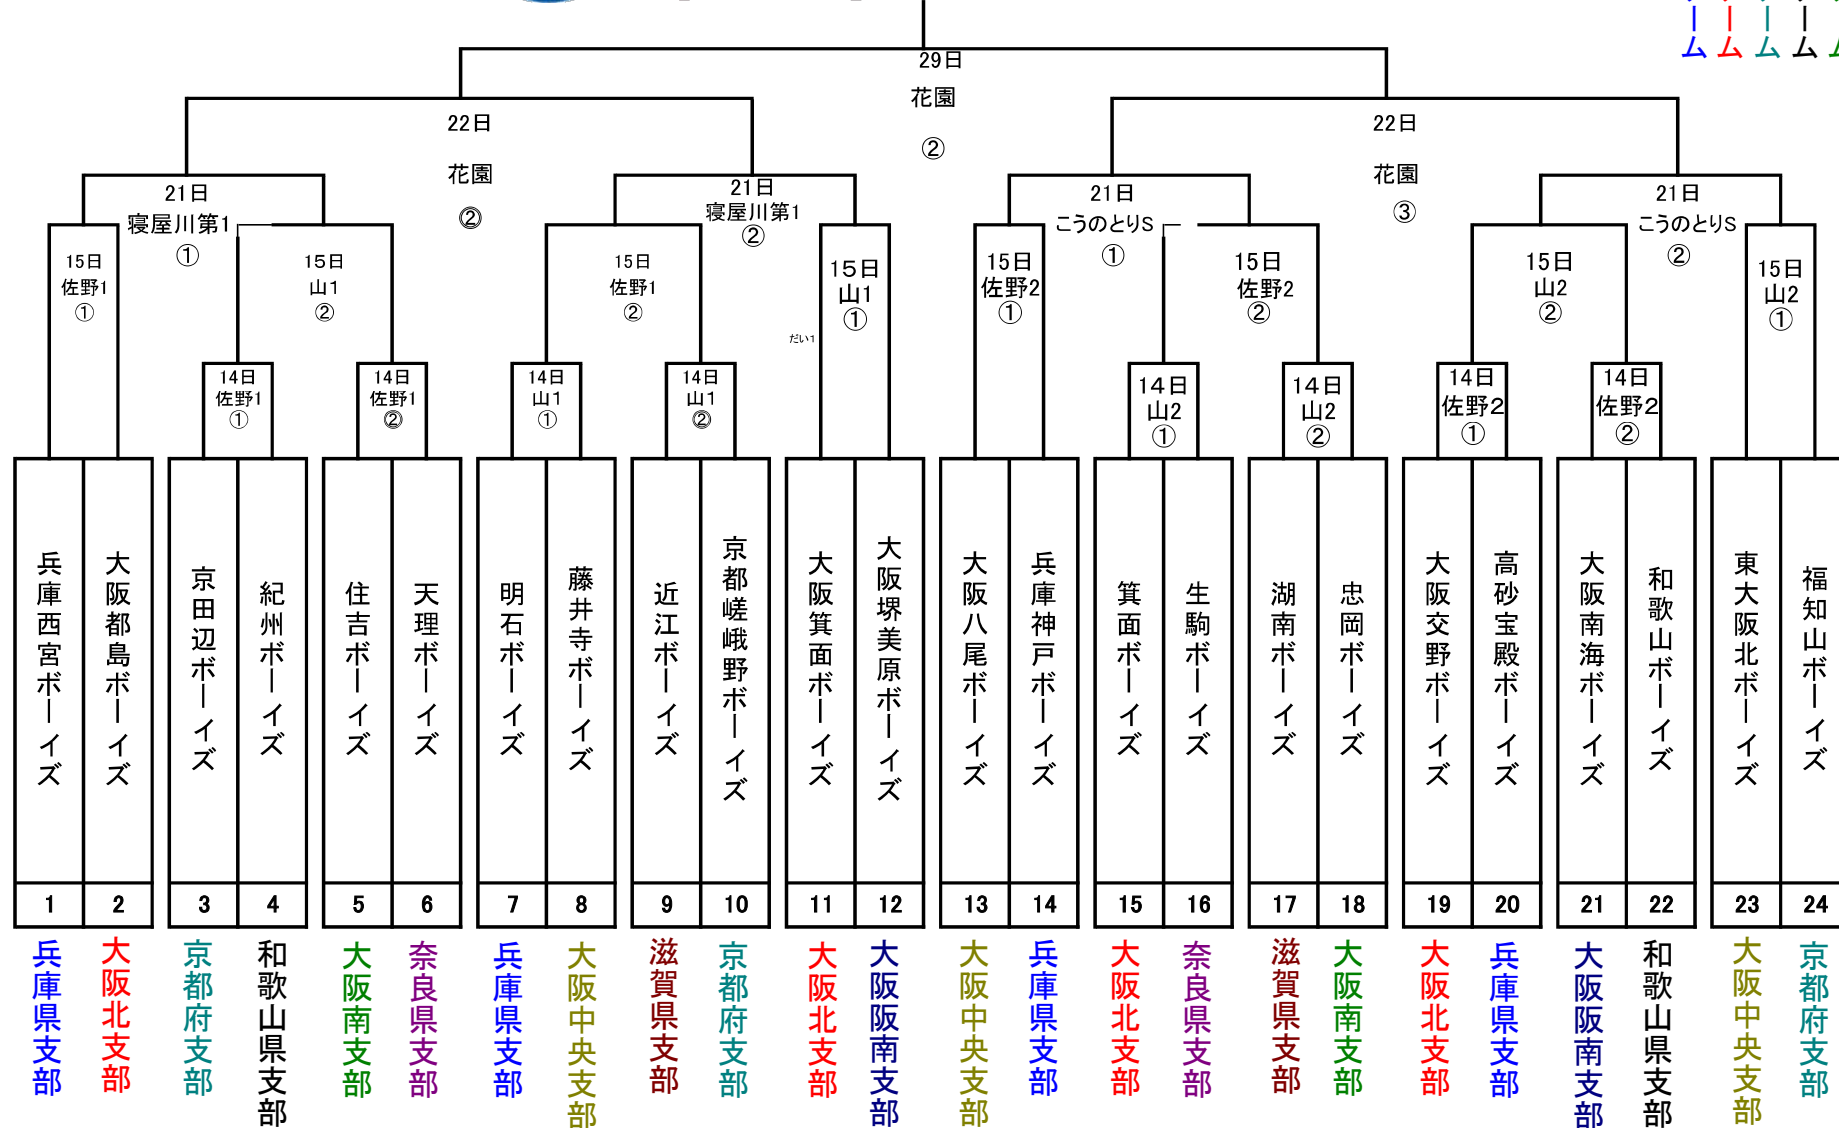 ーム
ーム
ーム
ーム
ム
29日
花園
②
22日
花園
②
22日
花園
③
21日
寝屋川第1
①
21日
寝屋川第1
②
21日
こうのとりS
①
21日
こうのとりS
②
15日
佐野1
①
15日
山1
②
15日
佐野1
②
15日
山1
①
だい1
15日
佐野2
①
15日
佐野2
②
15日
山2
②
15日
山2
①
14日
佐野1
①
14日
佐野1
②
14日
山1
①
14日
山1
②
14日
山2
①
14日
山2
②
14日
佐野2
①
14日
佐野2
②
兵庫西宮ボーイズ
大阪都島ボーイズ
京田辺ボーイズ
紀州ボーイズ
住吉ボーイズ
天理ボーイズ
明石ボーイズ
藤井寺ボーイズ
近江ボーイズ
京都嵯峨野ボーイズ
大阪箕面ボーイズ
大阪堺美原ボーイズ
大阪八尾ボーイズ
兵庫神戸ボーイズ
箕面ボーイズ
生駒ボーイズ
湖南ボーイズ
忠岡ボーイズ
大阪交野ボーイズ
高砂宝殿ボーイズ
大阪南海ボーイズ
和歌山ボーイズ
東大阪北ボーイズ
福知山ボーイズ
1 2 3 4 5 6 7 8 9 10 11 12 13 14 15 16 17 18 19 20 21 22 23 24
兵庫県支部
大阪北支部
京都府支部
和歌山県支部
大阪南支部
奈良県支部
兵庫県支部
大阪中央支部
滋賀県支部
京都府支部
大阪北支部
大阪阪南支部
大阪中央支部
兵庫県支部
大阪北支部
奈良県支部
滋賀県支部
大阪南支部
大阪北支部
兵庫県支部
大阪阪南支部
和歌山県支部
大阪中央支部
京都府支部